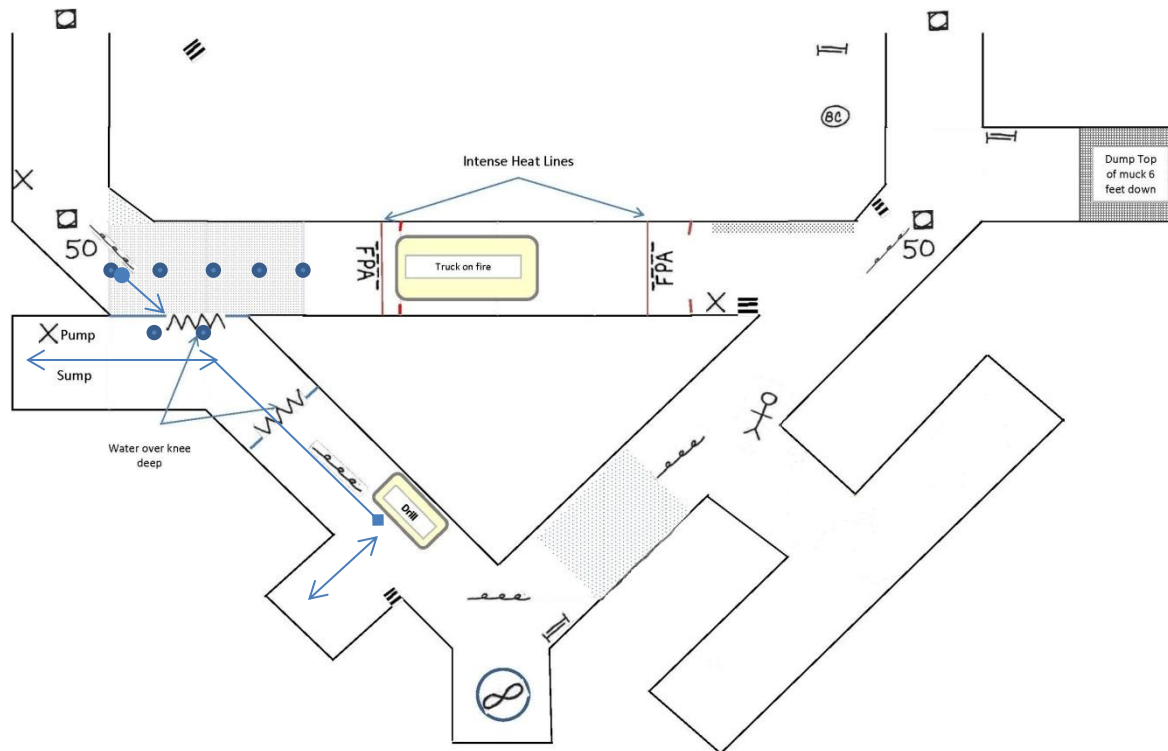 BC
Intense Heat Lines
Dump Top
of muck 6
feet down
50
FPA
Truck on fire
FPA
50
Pump
Sump
Water over knee
deep
Drill